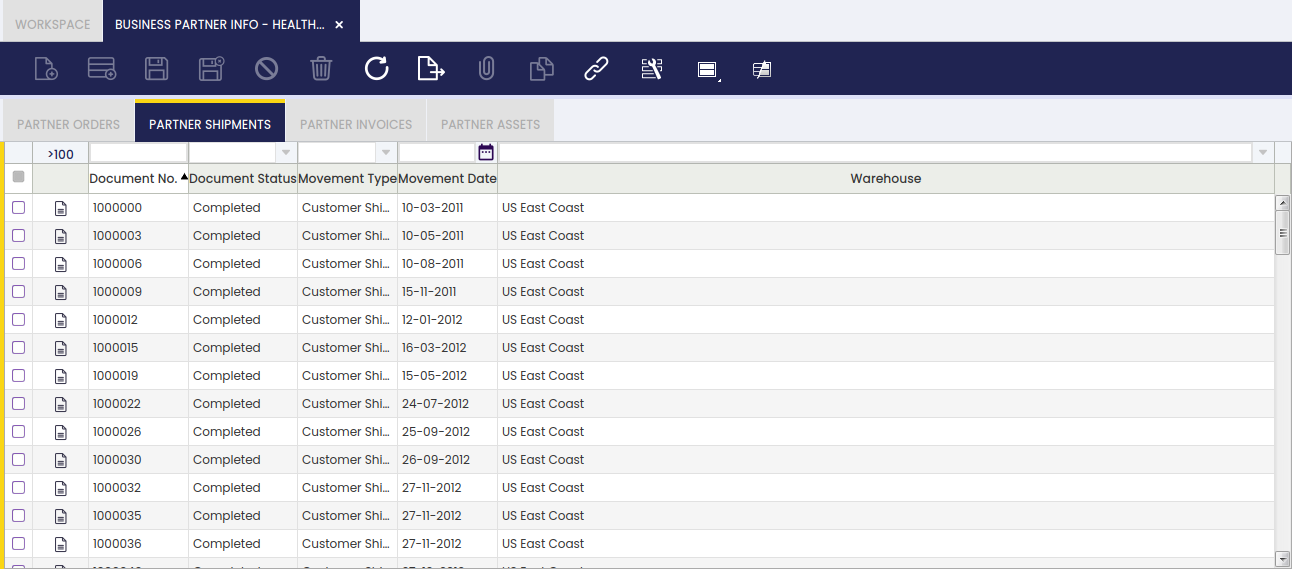 WORKSPACE BUSINESS PARTNER INFO - HEALTH... ×
PARTNER ORDERS PARTNER SHIPMENTS PARTNER INVOICES PARTNER ASSETS
>100
Document No. Document Status Movement Type Movement Date Warehouse
1000000 Completed Customer Shi... 10-03-2011 US East Coast
1000003 Completed Customer Shi... 10-05-2011 US East Coast
1000006 Completed Customer Shi... 10-08-2011 US East Coast
1000009 Completed Customer Shi... 15-11-2011 US East Coast
1000012 Completed Customer Shi... 12-01-2012 US East Coast
1000015 Completed Customer Shi... 16-03-2012 US East Coast
1000019 Completed Customer Shi... 15-05-2012 US East Coast
1000022 Completed Customer Shi... 24-07-2012 US East Coast
1000026 Completed Customer Shi... 25-09-2012 US East Coast
1000030 Completed Customer Shi... 26-09-2012 US East Coast
1000032 Completed Customer Shi... 27-11-2012 US East Coast
1000035 Completed Customer Shi... 27-11-2012 US East Coast
1000036 Completed Customer Shi... 27-11-2012 US East Coast